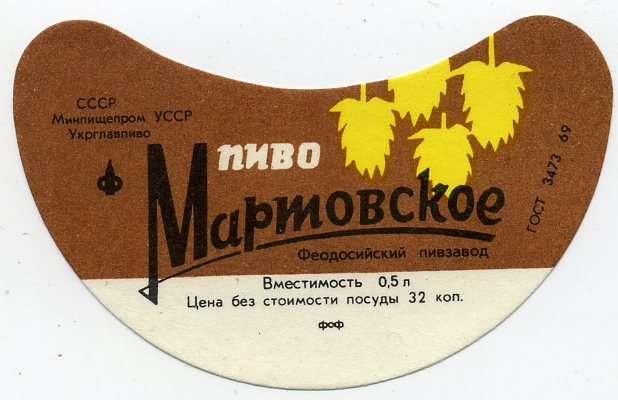 СССР
Минпищепром УССР
Укрглавпиво
Ф
пиво
Мартовское
Феодосийский пивзавод
ГОСТ 3473 69
Вместимость 0,5 л
Цена без стоимости посуды 32 коп.
фоф